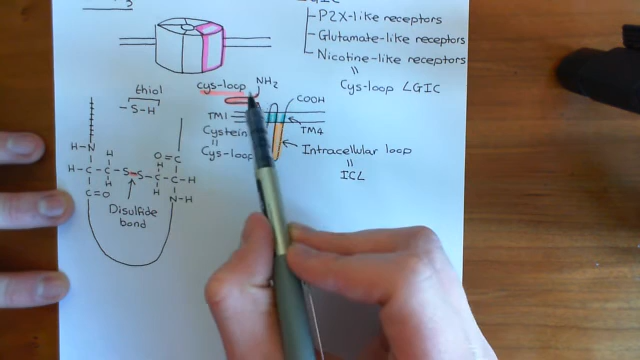 P2X-like receptors
Glutamate-like receptors
Nicotine-like receptors
=
Cys-loop LGIC
thiol
-S-H
cys-loop
NH2
COOH
TM1
TM4
Cystein
=
Cys-loop
Intracellular loop
=
ICL
H-N
H-C-C-S-S-C-C-H
H
H
H
H
O=C
C=O
N-H
Disulfide
bond